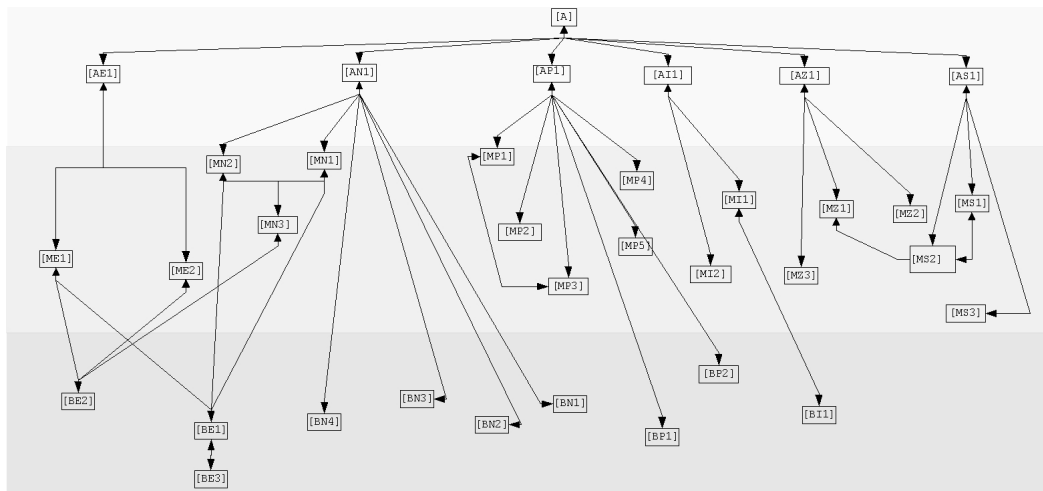 [A]
[AE1]
[AN1]
[AP1]
[AI1]
[AZ1]
[AS1]
[MN2]
[MN1]
[MP1]
[MP4]
[MI1]
[MZ1]
[MZ2]
[MS1]
[MN3]
[MP2]
[MP5]
[ME1]
[ME2]
[MP3]
[MI2]
[MZ3]
[MS2]
[MS3]
[BE2]
[BN3]
[BN1]
[BP2]
[BE1]
[BN4]
[BN2]
[BP1]
[BI1]
[BE3]